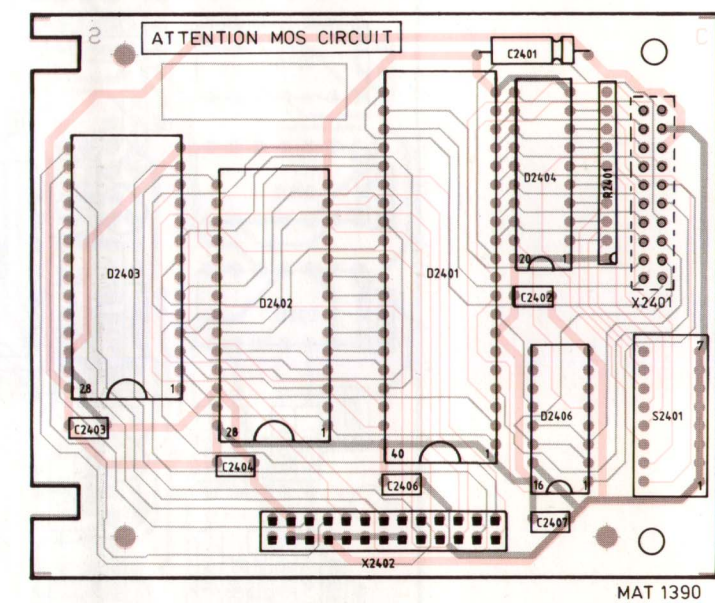 S
ATTENTION MOS CIRCUIT
C
C2401
D2404
R2401
D2403
D2402
D2401
20 1
C2402
X2401
7
28 1
D2406
S2401
C2403
28 1
40 1
C2404
C2406
16 1
1
C2407
X2402
MAT 1390